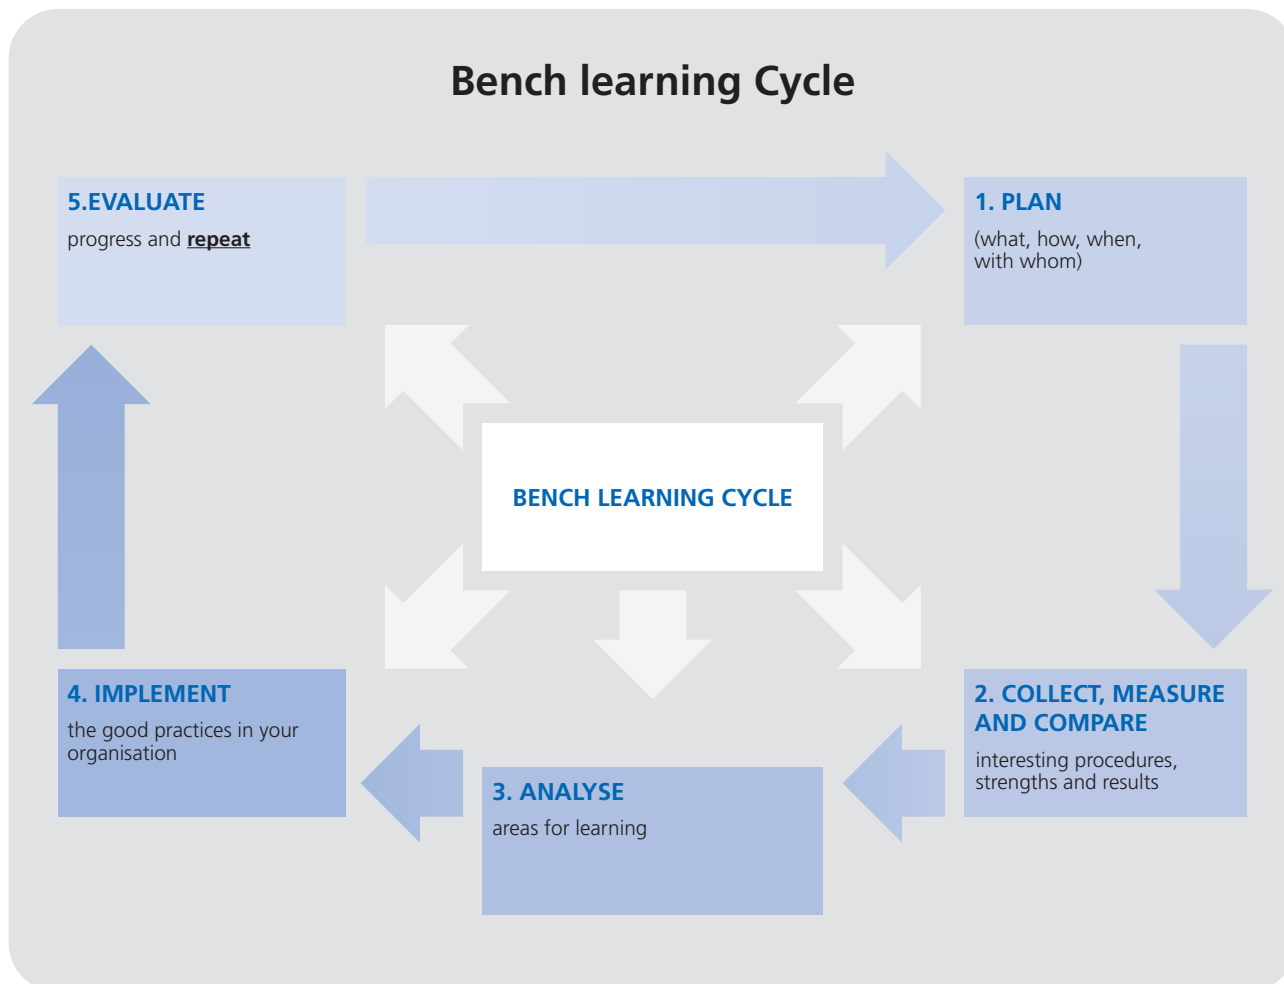 Bench learning Cycle
5.EVALUATE
progress and repeat
1. PLAN
(what, how, when,
with whom)
BENCH LEARNING CYCLE
4. IMPLEMENT
the good practices in your
organisation
3. ANALYSE
areas for learning
2. COLLECT, MEASURE
AND COMPARE
interesting procedures,
strengths and results